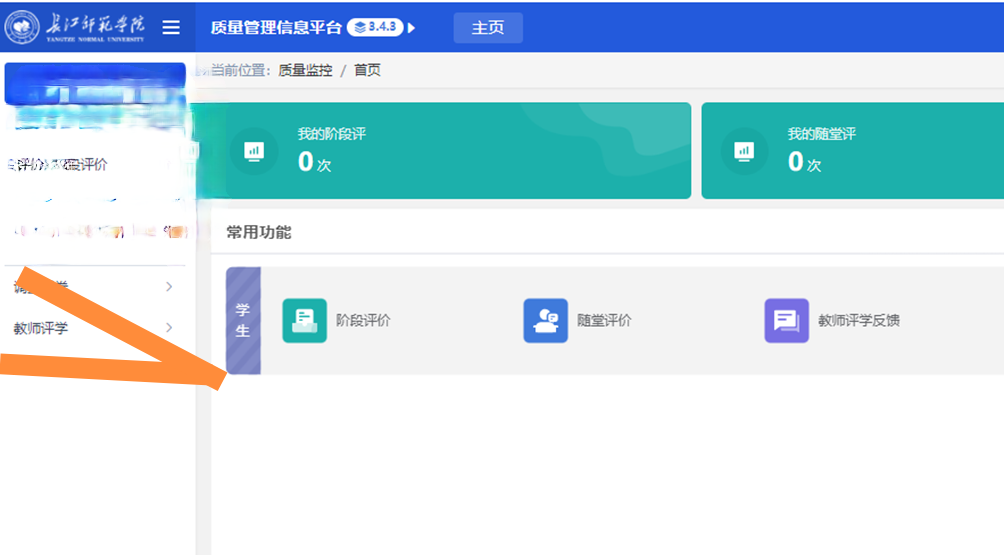 长江师范学院
YANGTZE NORMAL UNIVERSITY
质量管理信息平台 3.4.3
主页
当前位置: 质量监控 / 首页
我的阶段评
0 次
我的随堂评
0 次
评价
常用功能
教师评学
学生
阶段评价
随堂评价
教师评学反馈